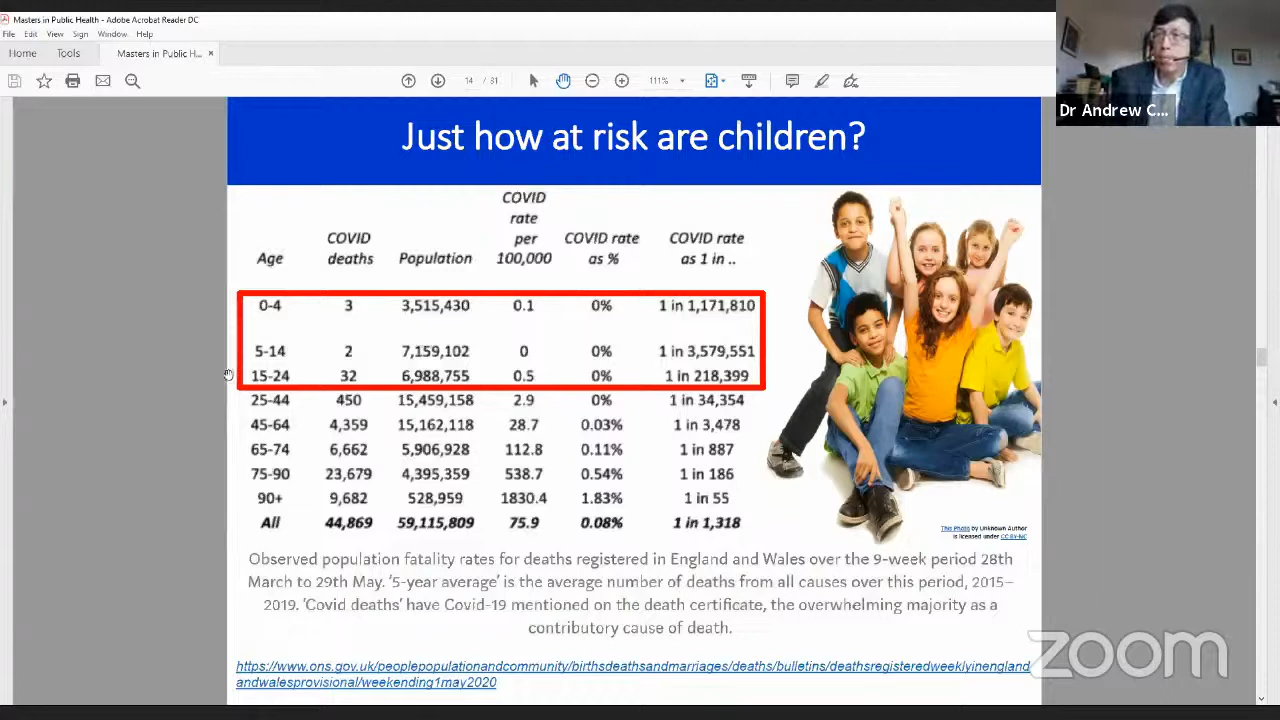 Masters in Public Health - Adobe Acrobat Reader DC
File Edit View Sign Window Help
Home Tools Masters in Public H... ×
14 / 31 111%
Dr Andrew C...
Just how at risk are children?
Age COVID deaths Population COVID rate per 100,000 COVID rate as % COVID rate as 1 in ..
0-4 3 3,515,430 0.1 0% 1 in 1,171,810
5-14 2 7,159,102 0 0% 1 in 3,579,551
15-24 32 6,988,755 0.5 0% 1 in 218,399
25-44 450 15,459,158 2.9 0% 1 in 34,354
45-64 4,359 15,162,118 28.7 0.03% 1 in 3,478
65-74 6,662 5,906,928 112.8 0.11% 1 in 887
75-90 23,679 4,395,359 538.7 0.54% 1 in 186
90+ 9,682 528,959 1830.4 1.83% 1 in 55
All 44,869 59,115,809 75.9 0.08% 1 in 1,318
This Photo by Unknown Author
is licensed under CC BY-NC
Observed population fatality rates for deaths registered in England and Wales over the 9-week period 28th
March to 29th May. '5-year average' is the average number of deaths from all causes over this period, 2015–
2019. 'Covid deaths' have Covid-19 mentioned on the death certificate, the overwhelming majority as a
contributory cause of death.
https://www.ons.gov.uk/peoplepopulationandcommunity/birthsdeathsandmarriages/deaths/bulletins/deathsregisteredweeklyinengland
andwalesprovisional/weekending1may2020
zoom